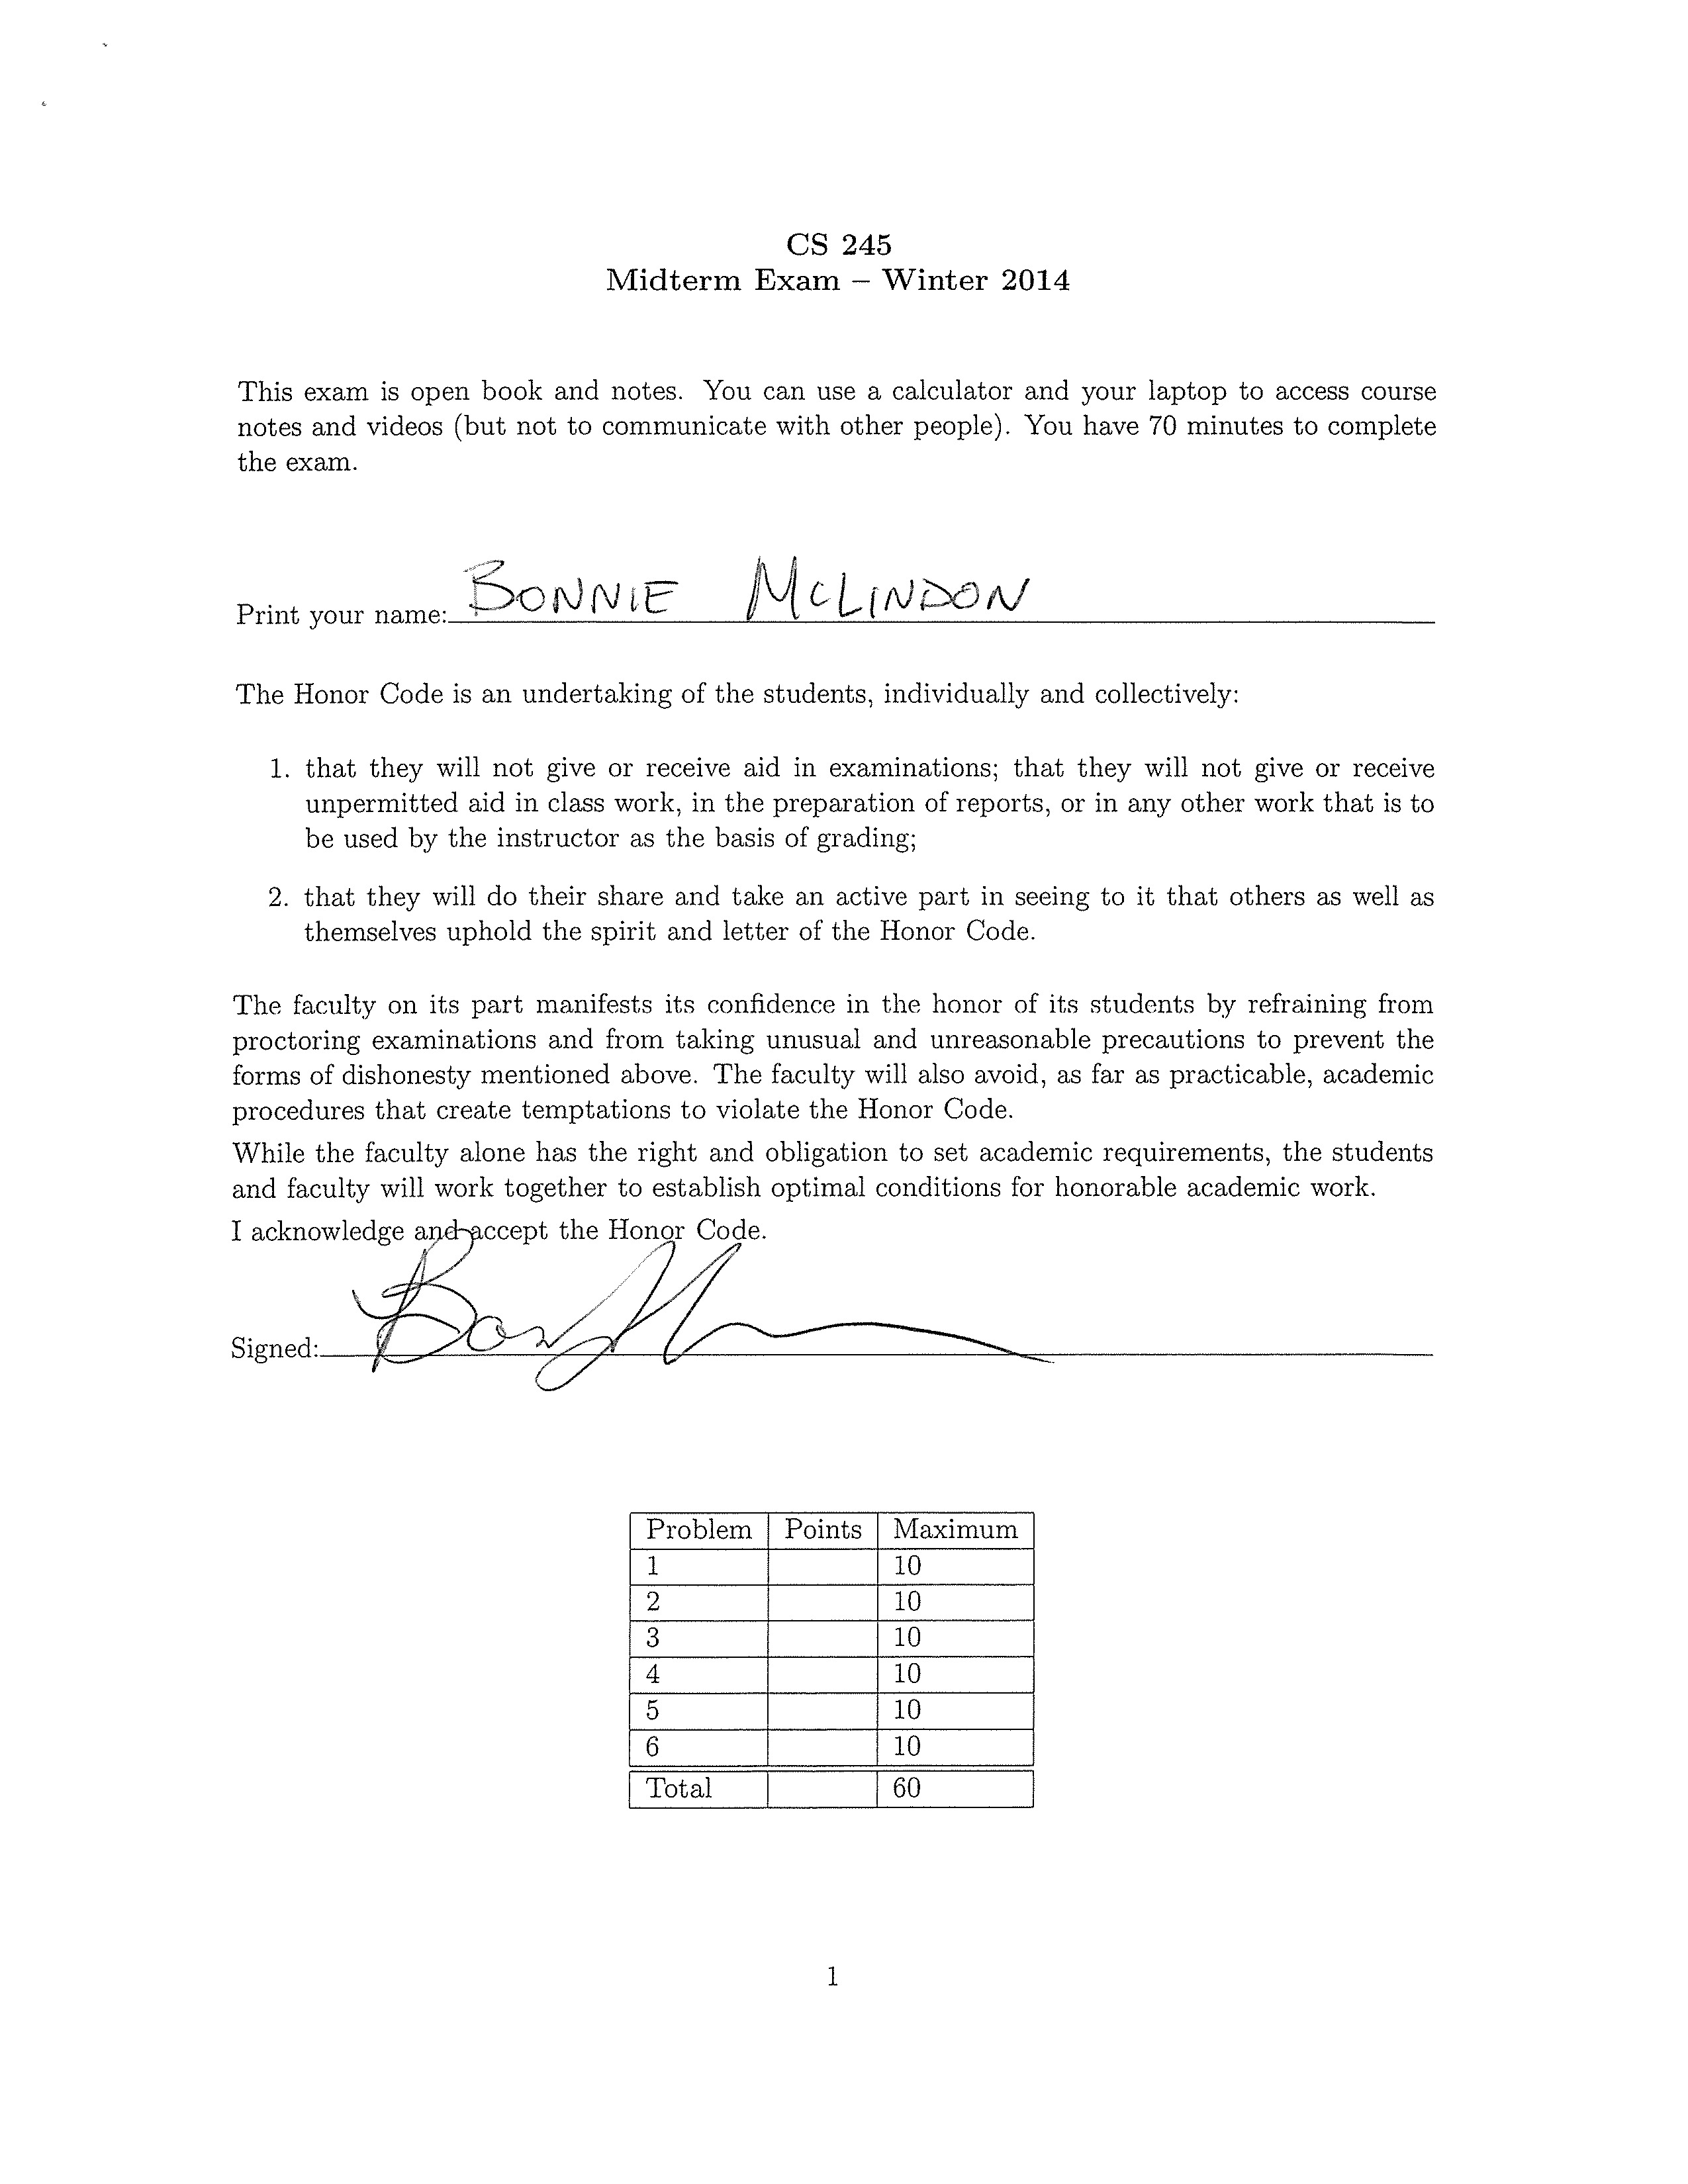 CS 245
Midterm Exam – Winter 2014
This exam is open book and notes. You can use a calculator and your laptop to access course
notes and videos (but not to communicate with other people). You have 70 minutes to complete
the exam.
Print your name: BONNIE MCLINDON
The Honor Code is an undertaking of the students, individually and collectively:
1. that they will not give or receive aid in examinations; that they will not give or receive
unpermitted aid in class work, in the preparation of reports, or in any other work that is to
be used by the instructor as the basis of grading;
2. that they will do their share and take an active part in seeing to it that others as well as
themselves uphold the spirit and letter of the Honor Code.
The faculty on its part manifests its confidence in the honor of its students by refraining from
proctoring examinations and from taking unusual and unreasonable precautions to prevent the
forms of dishonesty mentioned above. The faculty will also avoid, as far as practicable, academic
procedures that create temptations to violate the Honor Code.
While the faculty alone has the right and obligation to set academic requirements, the students
and faculty will work together to establish optimal conditions for honorable academic work.
I acknowledge and accept the Honor Code.
Signed:
Problem Points Maximum
1 10
2 10
3 10
4 10
5 10
6 10
Total 60
1